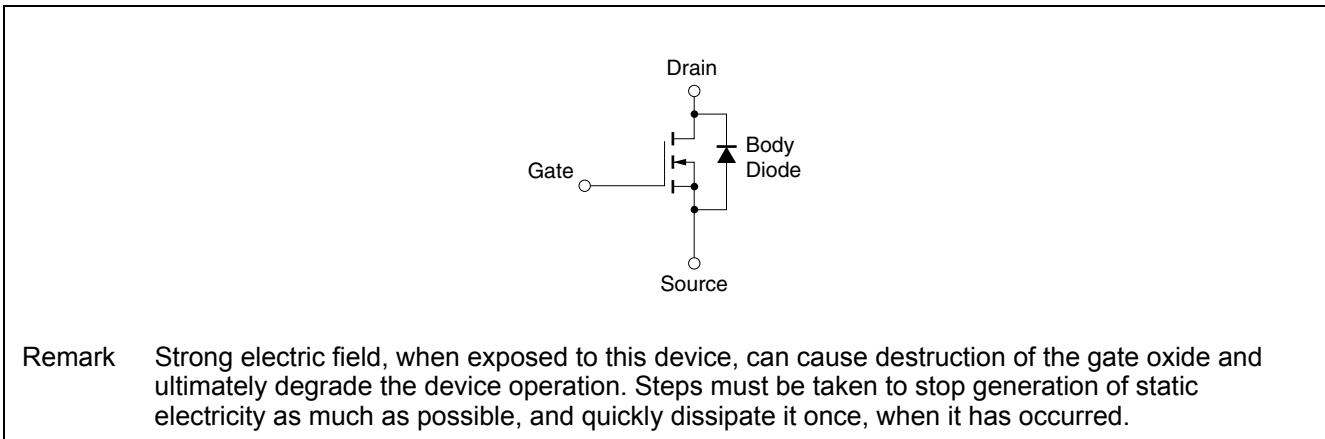 Drain
Body
Diode
Gate
Source
Remark Strong electric field, when exposed to this device, can cause destruction of the gate oxide and
ultimately degrade the device operation. Steps must be taken to stop generation of static
electricity as much as possible, and quickly dissipate it once, when it has occurred.